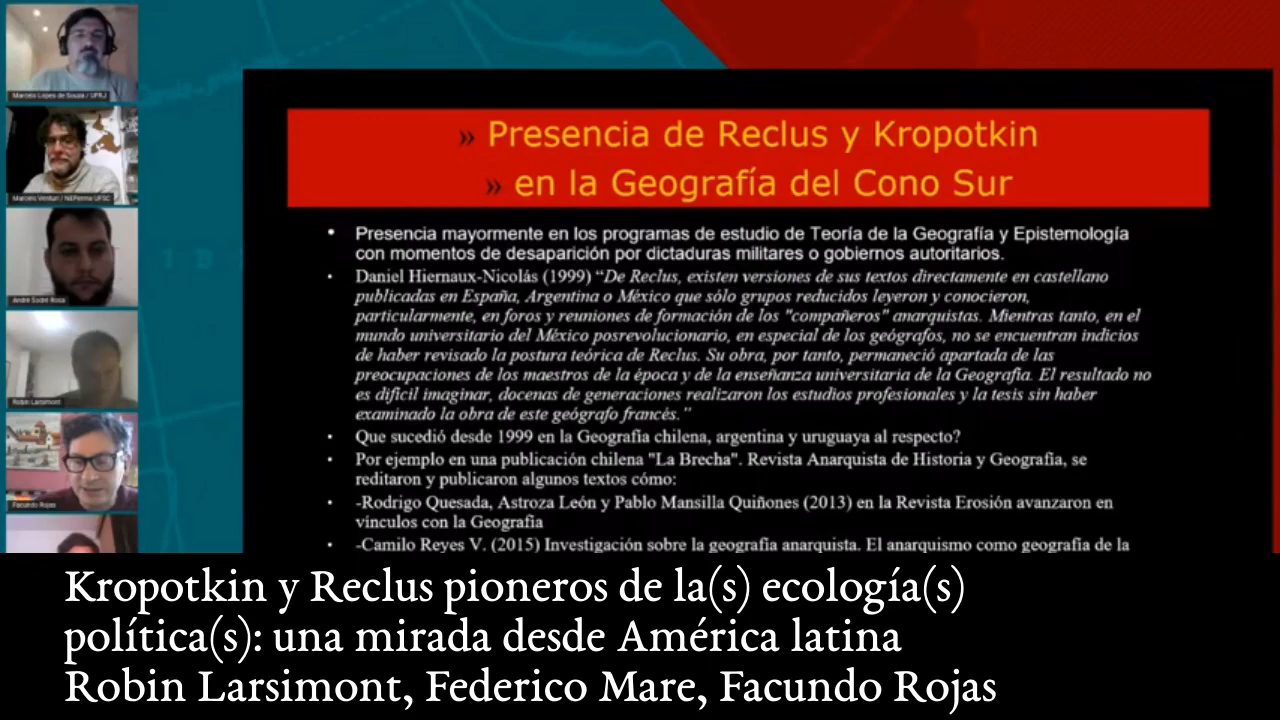 Marcelo Lopes de Souza / UFRJ
Marcelo Venturi / NEPerma UFSC
André Sodré Rosa
Robin Larsimont
Facundo Rojas
» Presencia de Reclus y Kropotkin
» en la Geografía del Cono Sur
• Presencia mayormente en los programas de estudio de Teoría de la Geografía y Epistemología
con momentos de desaparición por dictaduras militares o gobiernos autoritarios.
• Daniel Hiernaux-Nicolás (1999) “De Reclus, existen versiones de sus textos directamente en castellano
publicadas en España, Argentina o México que sólo grupos reducidos leyeron y conocieron,
particularmente, en foros y reuniones de formación de los "compañeros" anarquistas. Mientras tanto, en el
mundo universitario del México posrevolucionario, en especial de los geógrafos, no se encuentran indicios
de haber revisado la postura teórica de Reclus. Su obra, por tanto, permaneció apartada de las
preocupaciones de los maestros de la época y de la enseñanza universitaria de la Geografía. El resultado no
es difícil imaginar, docenas de generaciones realizaron los estudios profesionales y la tesis sin haber
examinado la obra de este geógrafo francés.”
• Que sucedió desde 1999 en la Geografía chilena, argentina y uruguaya al respecto?
• Por ejemplo en una publicación chilena "La Brecha". Revista Anarquista de Historia y Geografía, se
reditaron y publicaron algunos textos cómo:
• -Rodrigo Quesada, Astroza León y Pablo Mansilla Quiñones (2013) en la Revista Erosión avanzaron en
vínculos con la Geografía
• -Camilo Reyes V. (2015) Investigación sobre la geografía anarquista. El anarquismo como geografía de la
Kropotkin y Reclus pioneros de la(s) ecología(s)
política(s): una mirada desde América latina
Robin Larsimont, Federico Mare, Facundo Rojas